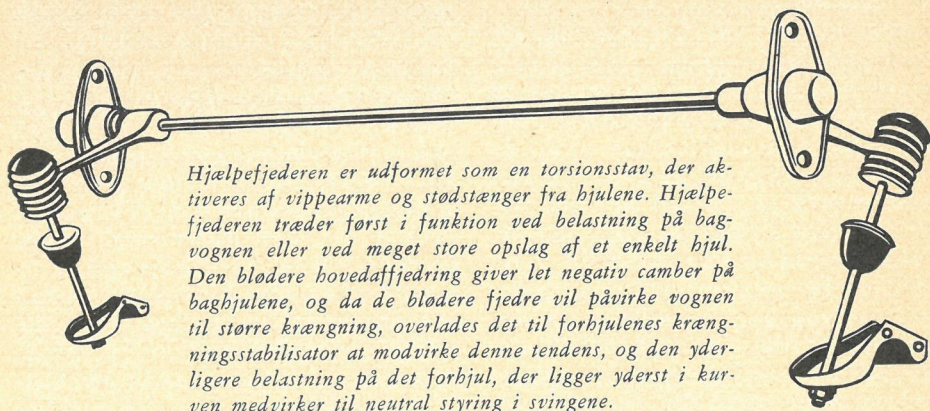 Hjælpefjederen er udformet som en torsionsstav, der ak-
tiveres af vippearme og stødstænger fra hjulene. Hjælpe-
fjederen træder først i funktion ved belastning på bag-
vognen eller ved meget store opslag af et enkelt hjul.
Den blødere hovedaffjedring giver let negativ camber på
baghjulene, og da de blødere fjedre vil påvirke vognen
til større krængning, overlades det til forhjulenes kræng-
ningsstabilisator at modvirke denne tendens, og den yder-
ligere belastning på det forhjul, der ligger yderst i kur-
ven medvirker til neutral styring i svingene.